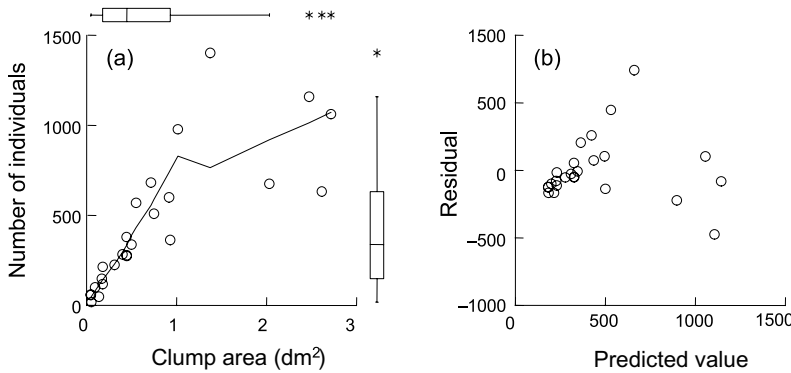 (a)
Number of individuals
1500
1000
500
0
0 1 2 3
Clump area (dm²)
* ***
*
(b)
Residual
1500
500
0
−500
−1000
0 500 1000 1500
Predicted value